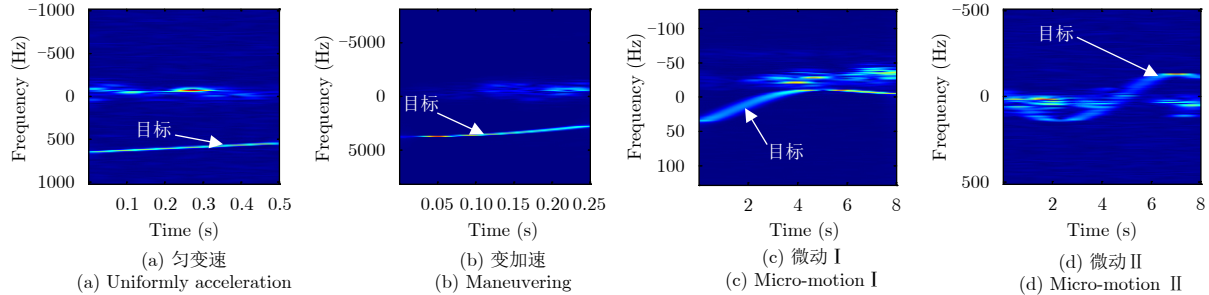 −1000
−500
0
500
1000
Frequency (Hz)
目标
0.1 0.2 0.3 0.4 0.5
Time (s)
(a) 匀变速
(a) Uniformly acceleration
−5000
0
5000
Frequency (Hz)
目标
0.05 0.10 0.15 0.20 0.25
Time (s)
(b) 变加速
(b) Maneuvering
−100
−50
0
50
100
Frequency (Hz)
目标
2 4 6 8
Time (s)
(c) 微动 I
(c) Micro-motion I
−500
0
500
Frequency (Hz)
目标
2 4 6 8
Time (s)
(d) 微动 II
(d) Micro-motion II